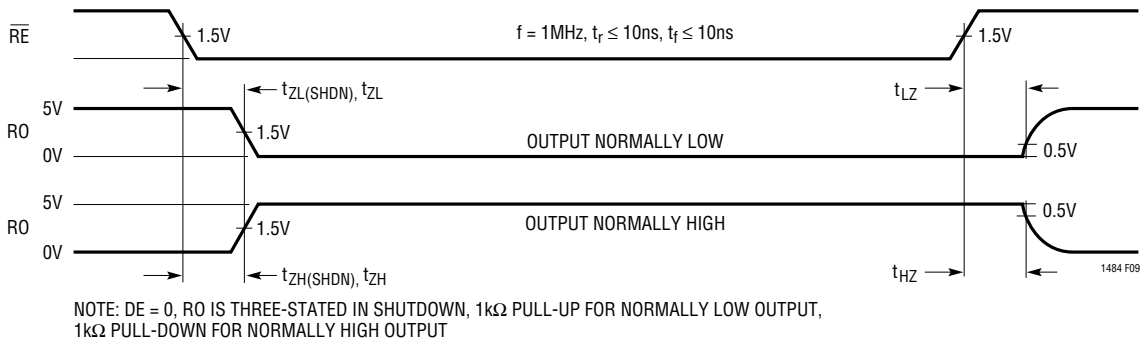 RE
1.5V
f = 1MHz, tr ≤ 10ns, tf ≤ 10ns
1.5V
tZL(SHDN), tZL
tLZ
5V
RO
0V
1.5V
OUTPUT NORMALLY LOW
0.5V
5V
RO
0V
1.5V
OUTPUT NORMALLY HIGH
0.5V
tZH(SHDN), tZH
tHZ
1484 F09
NOTE: DE = 0, RO IS THREE-STATED IN SHUTDOWN, 1kΩ PULL-UP FOR NORMALLY LOW OUTPUT,
1kΩ PULL-DOWN FOR NORMALLY HIGH OUTPUT